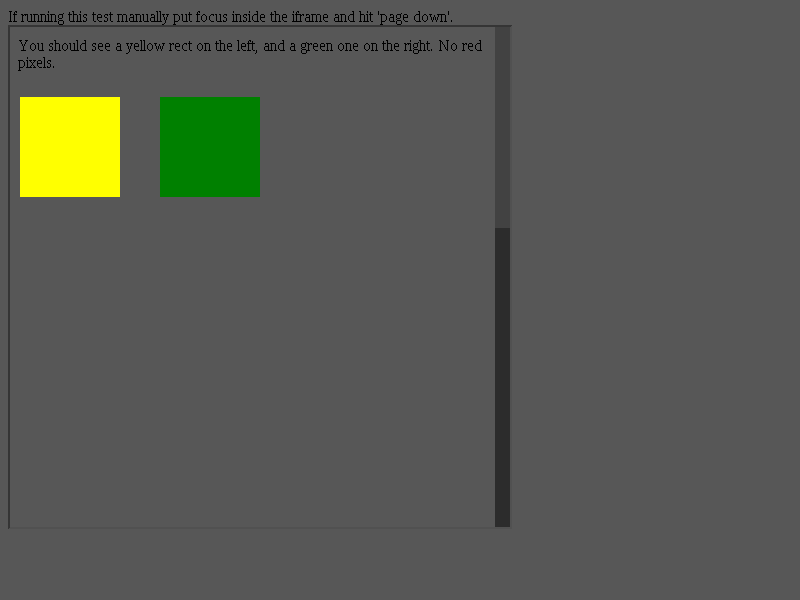 If running this test manually put focus inside the iframe and hit 'page down'.
You should see a yellow rect on the left, and a green one on the right. No red
pixels.